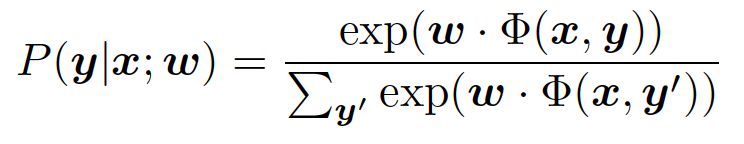 P(y|x; w) = exp(w · Φ(x, y)) / ∑_{y′} exp(w · Φ(x, y′))